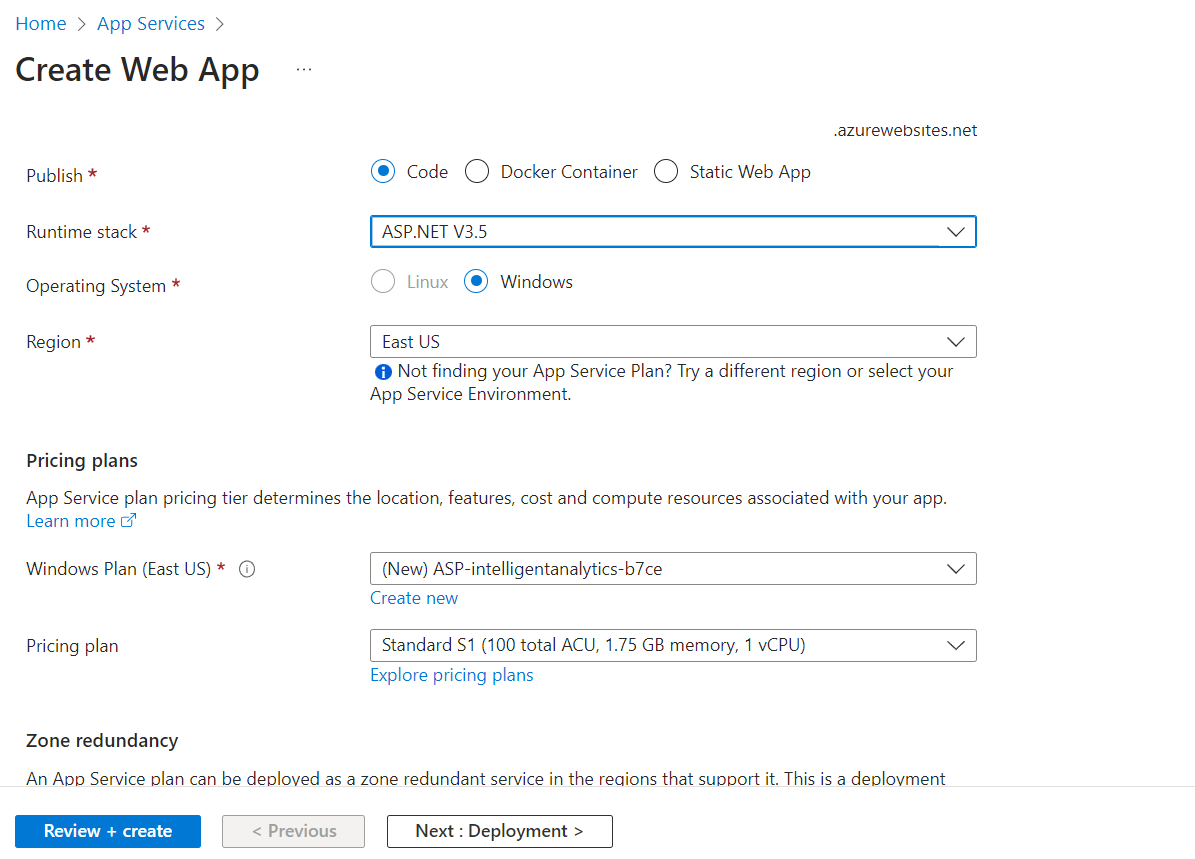 Home > App Services >
Create Web App ...
.azurewebsites.net
Publish * Code Docker Container Static Web App
Runtime stack * ASP.NET V3.5
Operating System * Linux Windows
Region * East US
Not finding your App Service Plan? Try a different region or select your
App Service Environment.
Pricing plans
App Service plan pricing tier determines the location, features, cost and compute resources associated with your app.
Learn more
Windows Plan (East US) * (New) ASP-intelligentanalytics-b7ce
Create new
Pricing plan Standard S1 (100 total ACU, 1.75 GB memory, 1 vCPU)
Explore pricing plans
Zone redundancy
An App Service plan can be deployed as a zone redundant service in the regions that support it. This is a deployment
Review + create < Previous Next : Deployment >